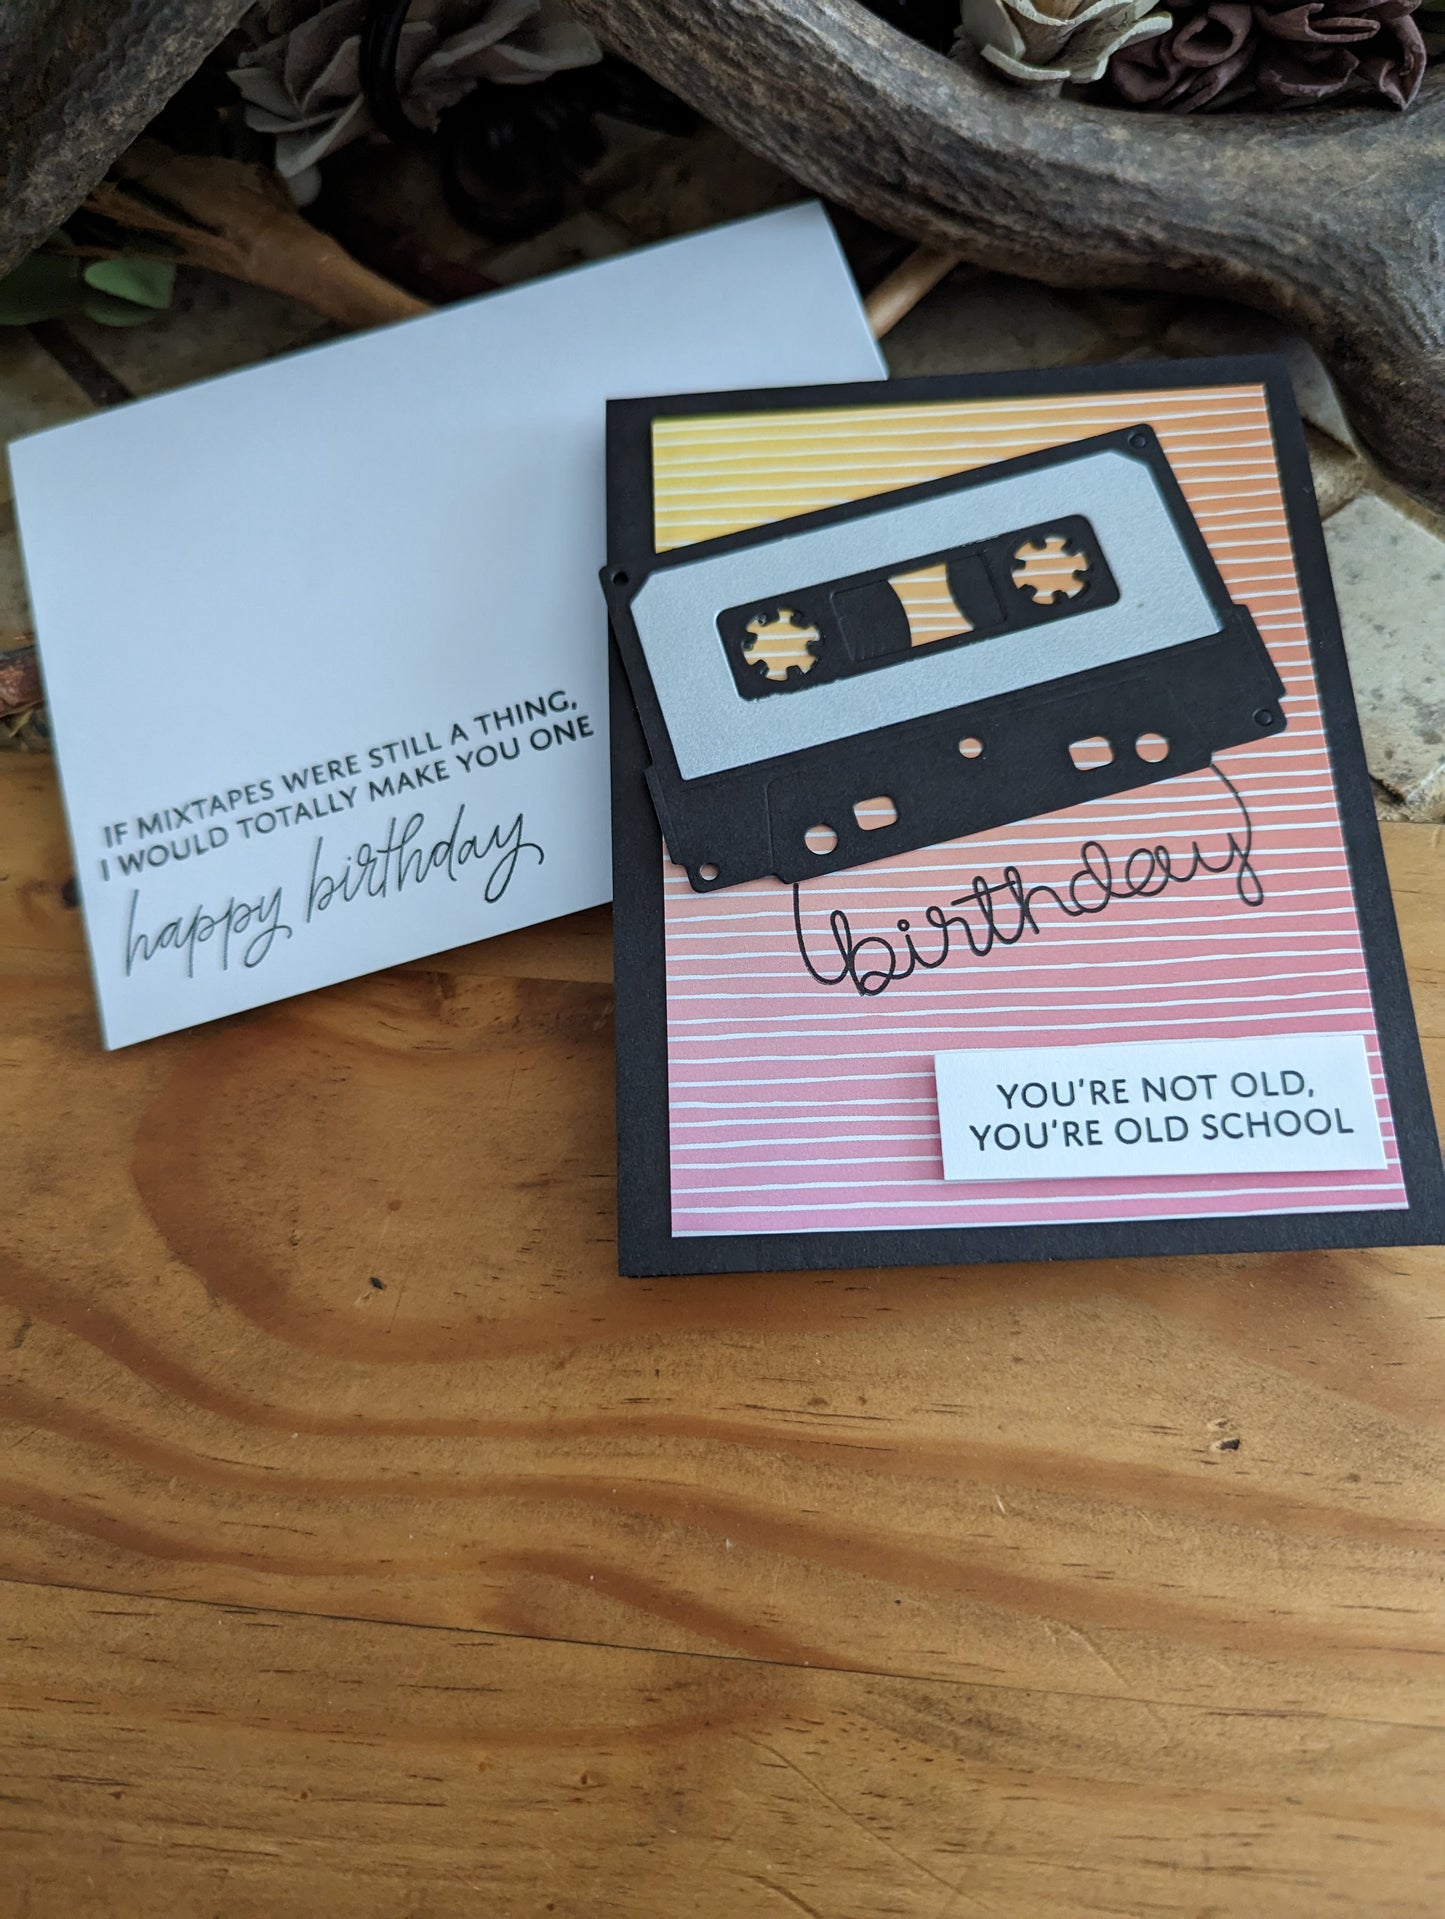 IF MIXTAPES WERE STILL A THING,
I WOULD TOTALLY MAKE YOU ONE
happy birthday
birthday
YOU'RE NOT OLD,
YOU'RE OLD SCHOOL